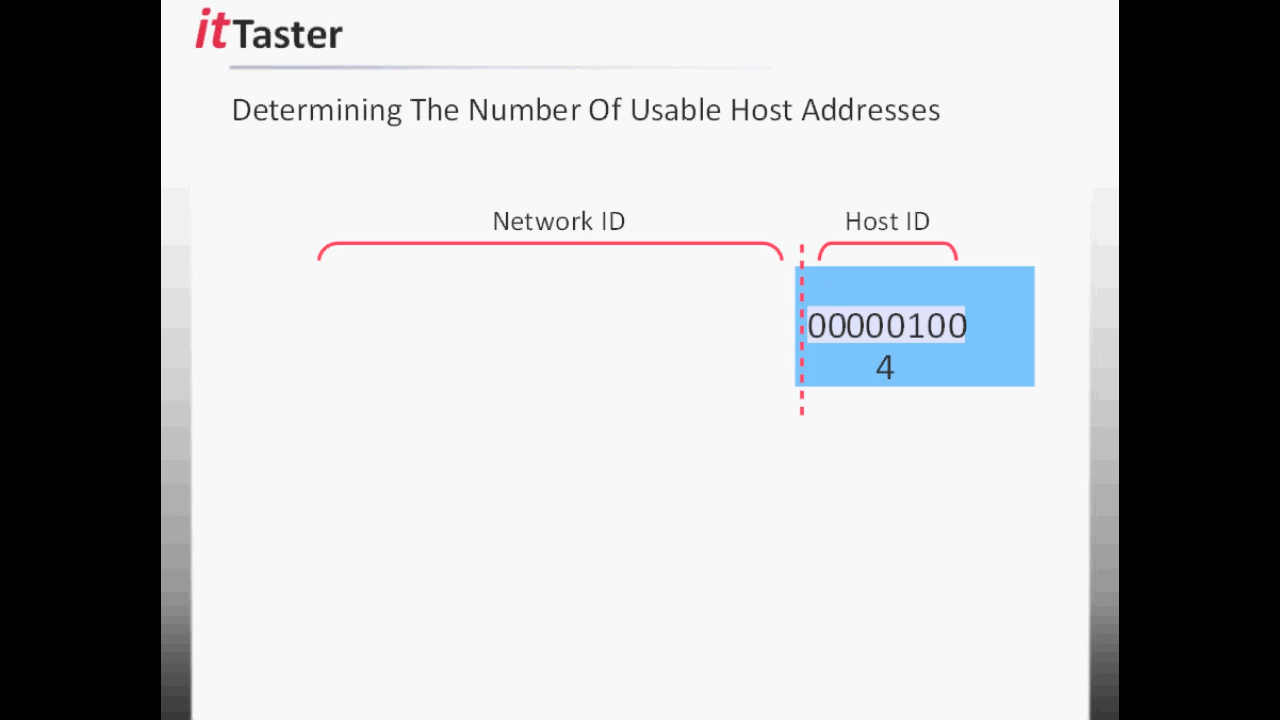 itTaster
Determining The Number Of Usable Host Addresses
Network ID
Host ID
00000100
4